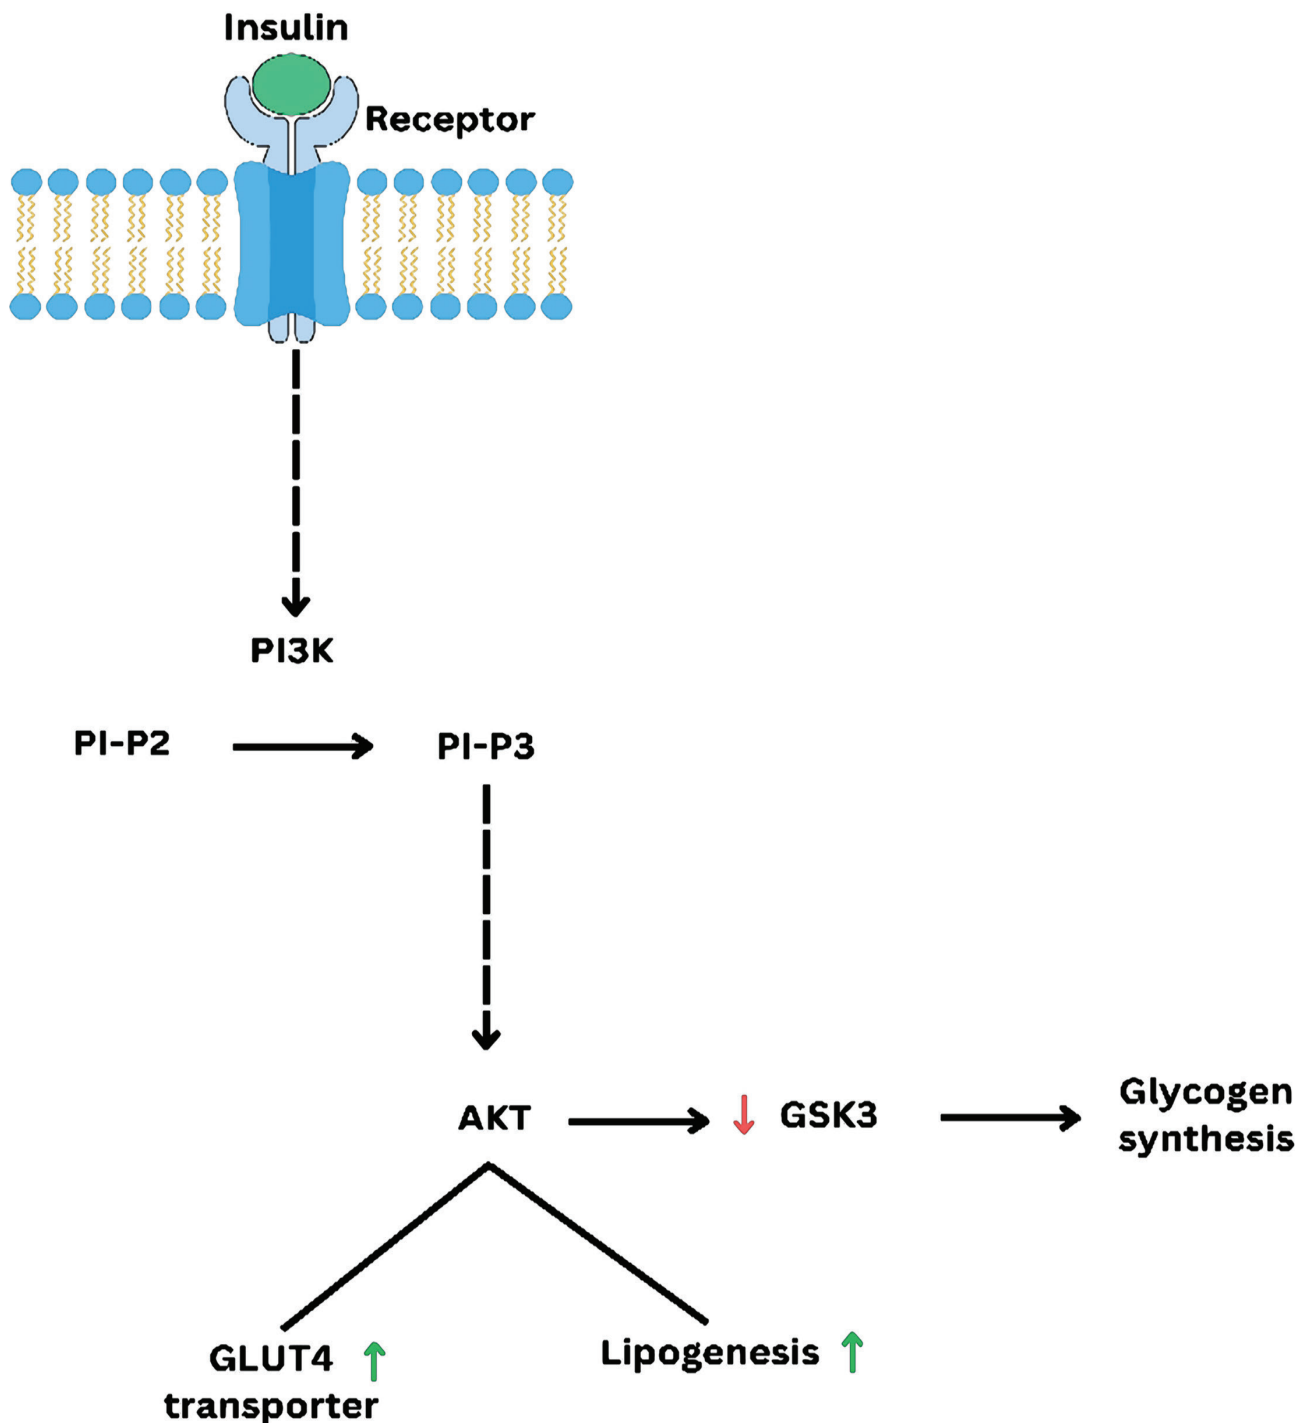 Insulin
Receptor
PI3K
PI-P2
PI-P3
AKT
GSK3
Glycogen
synthesis
GLUT4
transporter
Lipogenesis